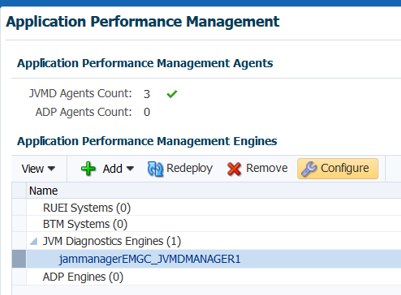 Application Performance Management
Application Performance Management Agents
JVMD Agents Count: 3
ADP Agents Count: 0
Application Performance Management Engines
View Add Redeploy Remove Configure
Name
RUEI Systems (0)
BTM Systems (0)
JVM Diagnostics Engines (1)
jammanagerEMGC_JVMDMANAGER1
ADP Engines (0)